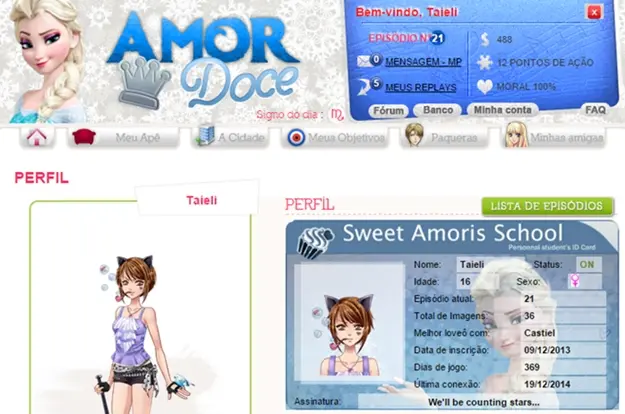 Bem-vindo, Taieli
AMOR
Doce
EPISÓDIO Nº 21
$ 488
0 MENSAGEM - MP
12 PONTOS DE AÇÃO
5 MEUS REPLAYS
MORAL 100%
Signo do dia : ♏
Fórum Banco Minha conta FAQ
Meu Apê A Cidade Meus Objetivos Paqueras Minhas amigas
PERFIL
Taieli
PERFIL
LISTA DE EPISÓDIOS
Sweet Amoris School
Personnal student's ID Card
Nome: Taieli Status: ON
Idade: 16 Sexo: ♀
Episódio atual: 21
Total de Imagens: 36
Melhor loveô com: Castiel
Data de inscrição: 09/12/2013
Dias de jogo: 369
Última conexão: 19/12/2014
Assinatura: We'll be counting stars...